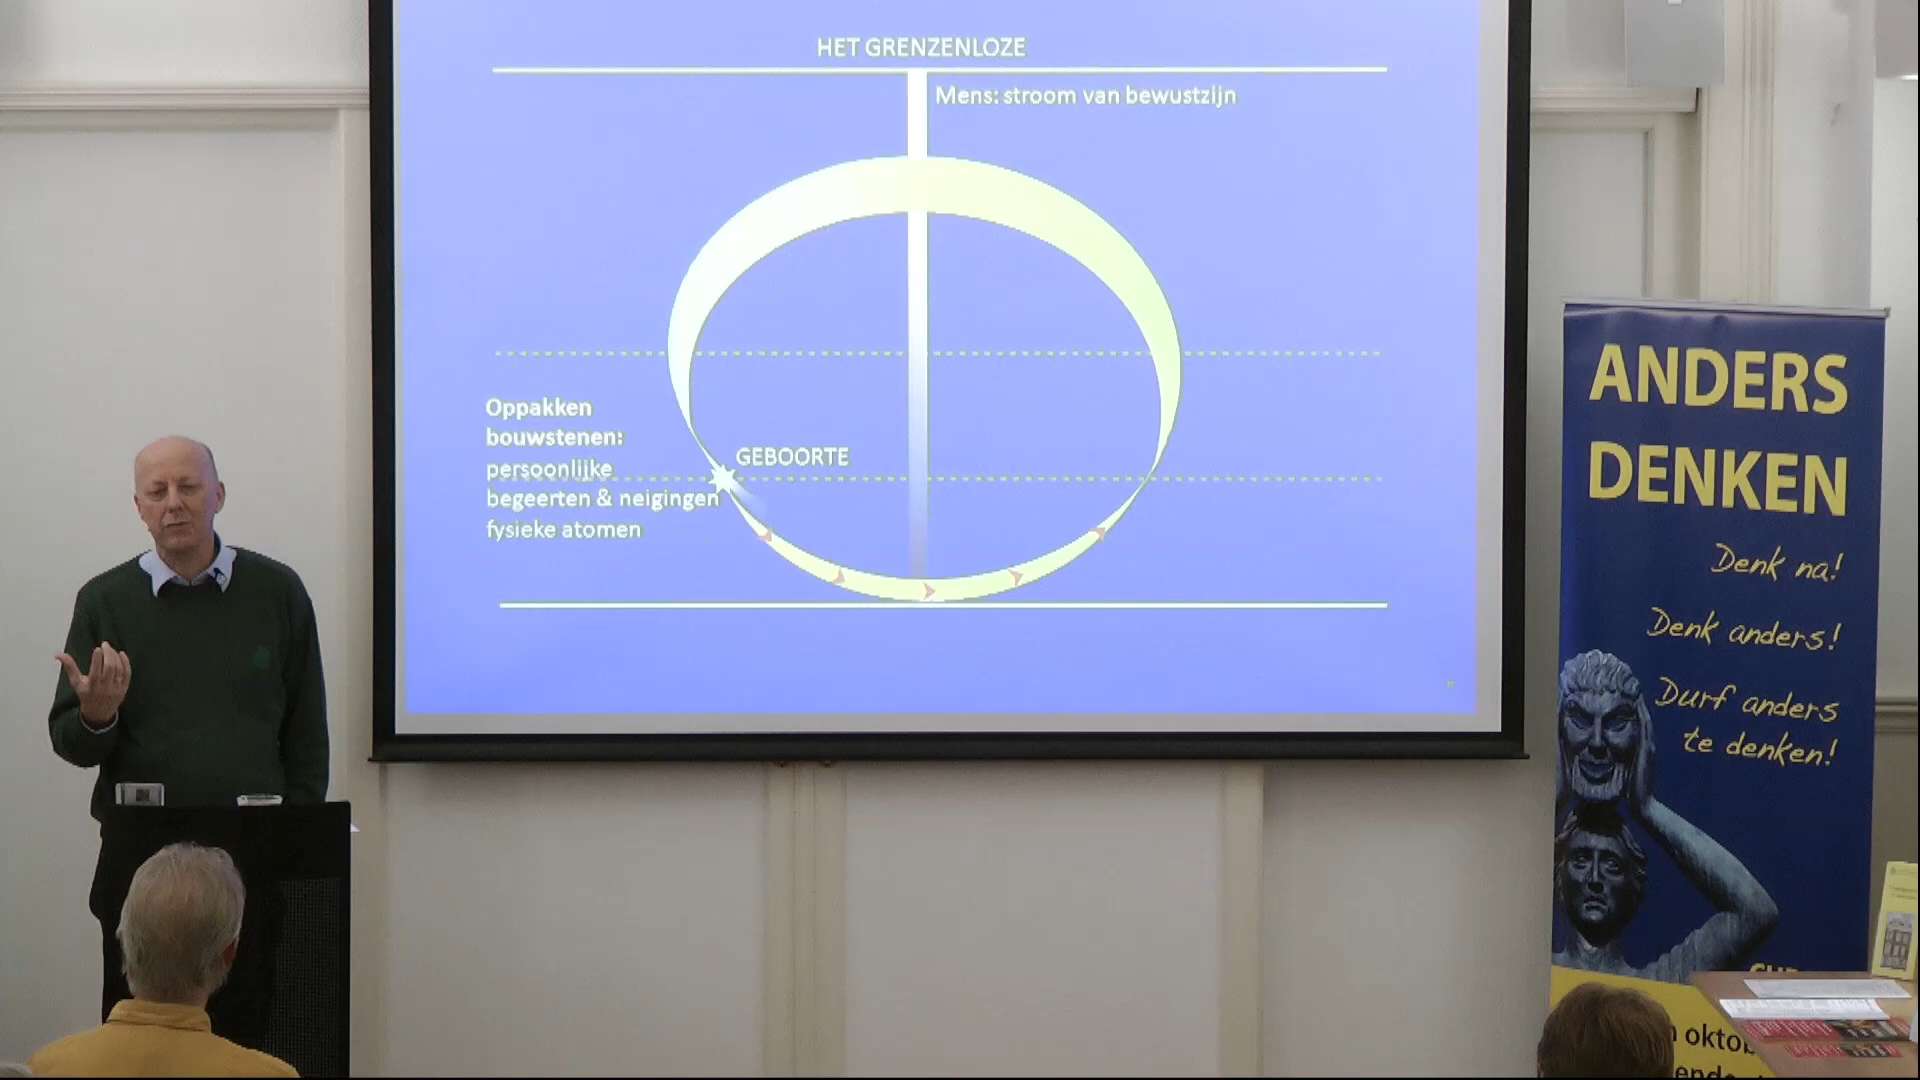 HET GRENZENLOZE
Mens: stroom van bewustzijn
Oppakken
bouwstenen:
persoonlijke
begeerten & neigingen
fysieke atomen
GEBOORTE
ANDERS
DENKEN
Denk na!
Denk anders!
Durf anders
te denken!